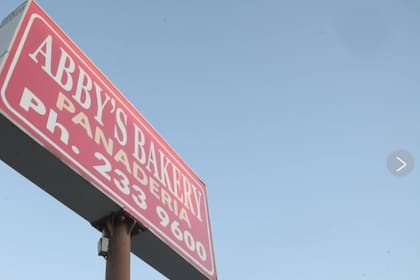 ABBY'S BAKERY
PANADERIA
Ph. 233 9600